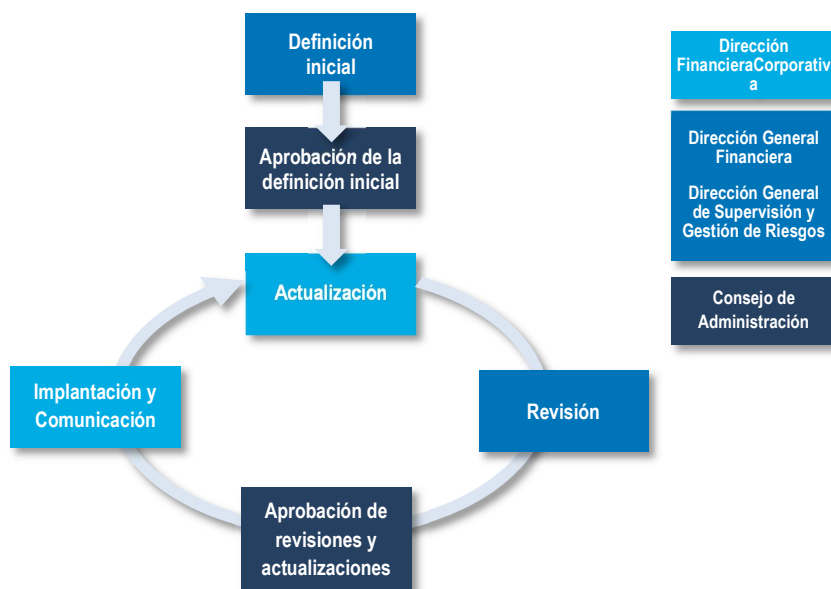 Definición
inicial
Aprobación de la
definición inicial
Actualización
Implantación y
Comunicación
Revisión
Aprobación de
revisiones y
actualizaciones
Dirección
FinancieraCorporativ
a
Dirección General
Financiera
Dirección General
de Supervisión y
Gestión de Riesgos
Consejo de
Administración